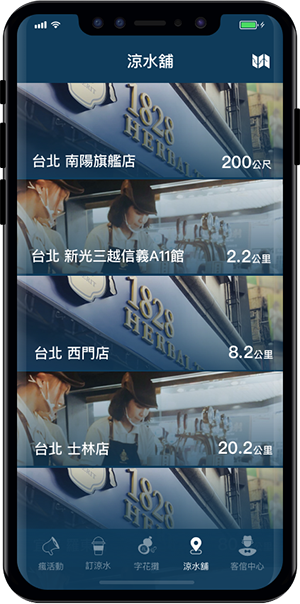 涼水舖
1828
HERBAL
台北 南陽旗艦店 200公尺
台北 新光三越信義A11館 2.2公里
1828
HERBAL
台北 西門店 8.2公里
台北 士林店 20.2公里
1828
HERBAL
瘋活動 訂涼水 字花攤 涼水舖 客信中心